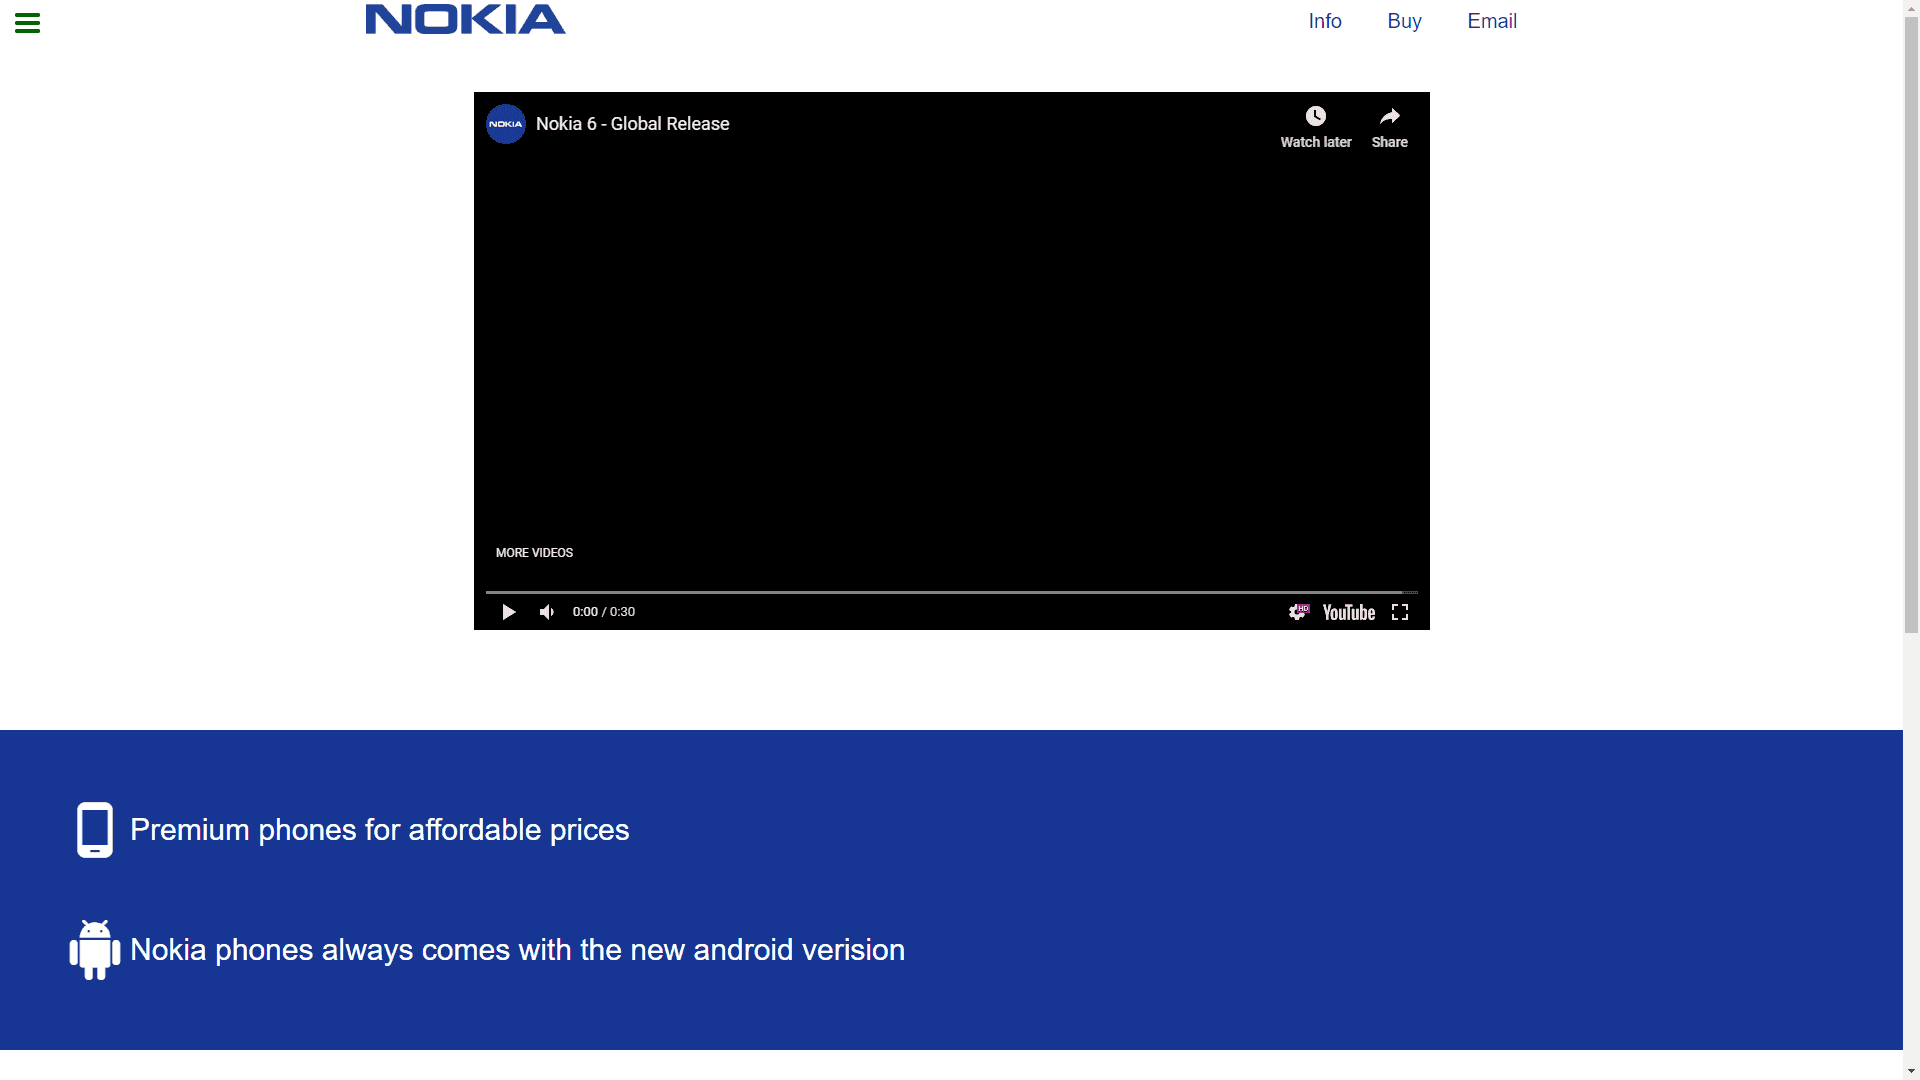 NOKIA
Info Buy Email
NOKIA
Nokia 6 - Global Release
Watch later
Share
MORE VIDEOS
0:00 / 0:30
HD
YouTube
Premium phones for affordable prices
Nokia phones always comes with the new android verision